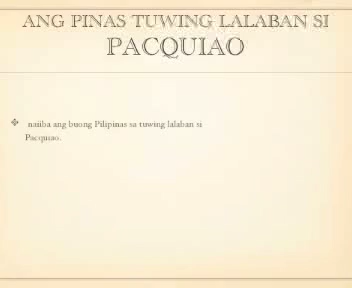 ANG PINAS TUWING LALABAN SI
PACQUIAO
naiiba ang buong Pilipinas sa tuwing lalaban si
Pacquiao.